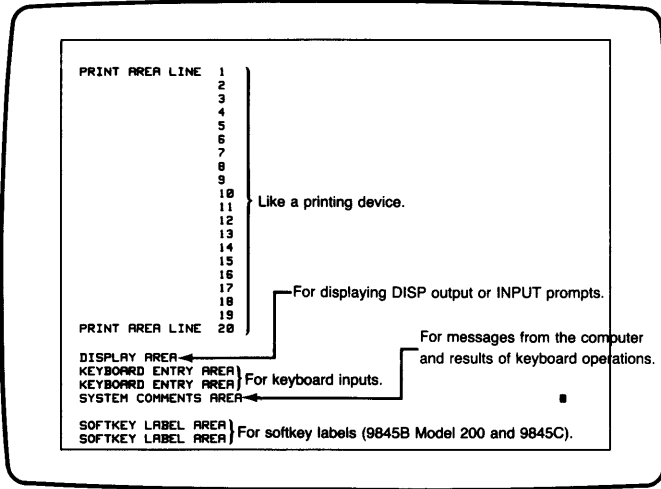 PRINT AREA LINE 1
2
3
4
5
6
7
8
9
10
11
12
13
14
15
16
17
18
19
PRINT AREA LINE 20
Like a printing device.
For displaying DISP output or INPUT prompts.
For messages from the computer
and results of keyboard operations.
DISPLAY AREA
KEYBOARD ENTRY AREA
KEYBOARD ENTRY AREA
For keyboard inputs.
SYSTEM COMMENTS AREA
SOFTKEY LABEL AREA
SOFTKEY LABEL AREA
For softkey labels (9845B Model 200 and 9845C).